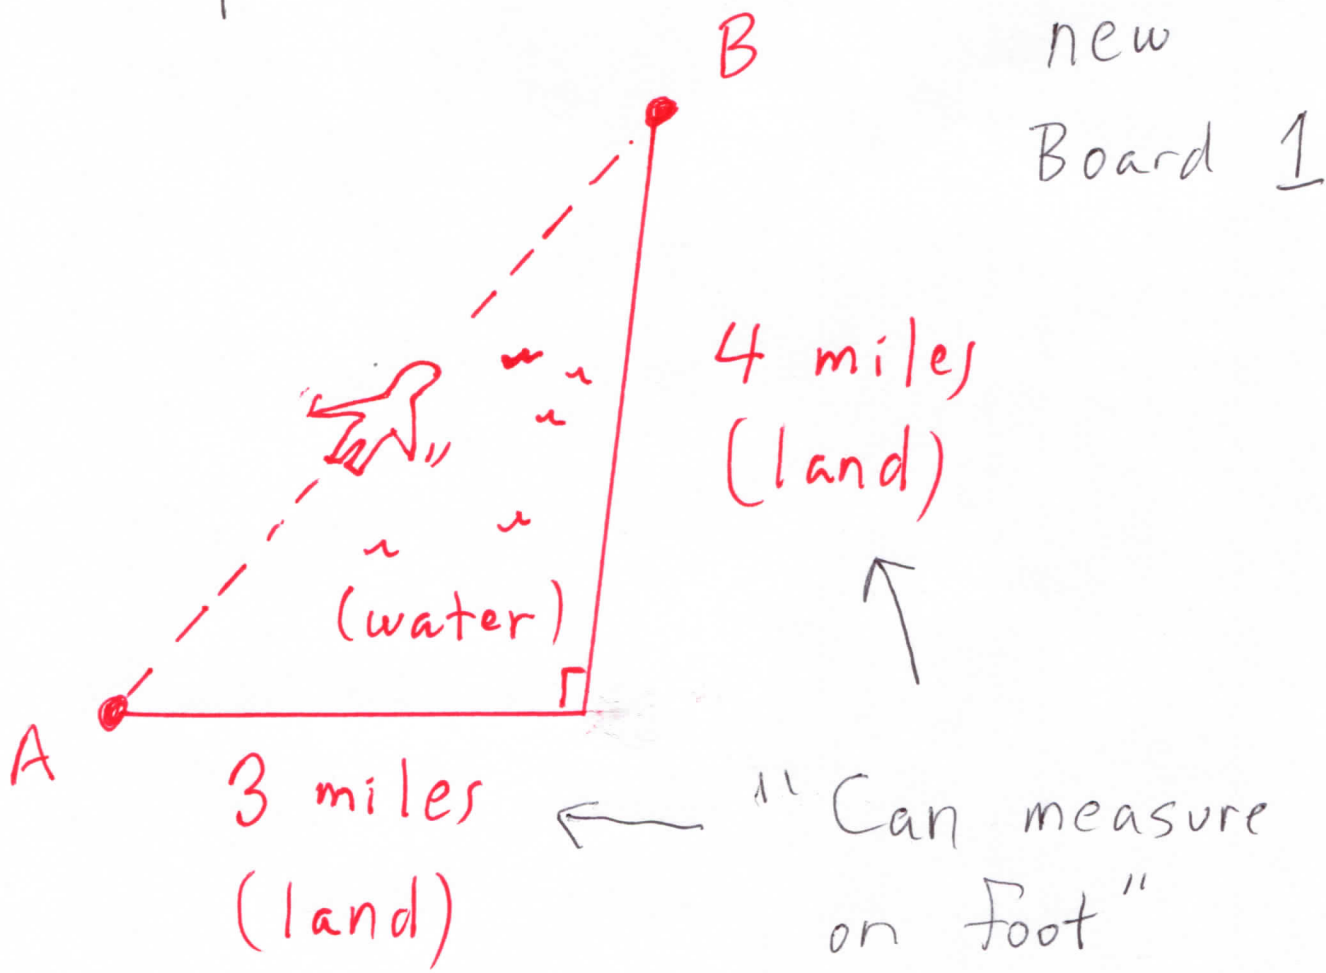 B
new
Board 1
4 miles
(land)
(water)
A
3 miles
(land)
"Can measure
on foot"